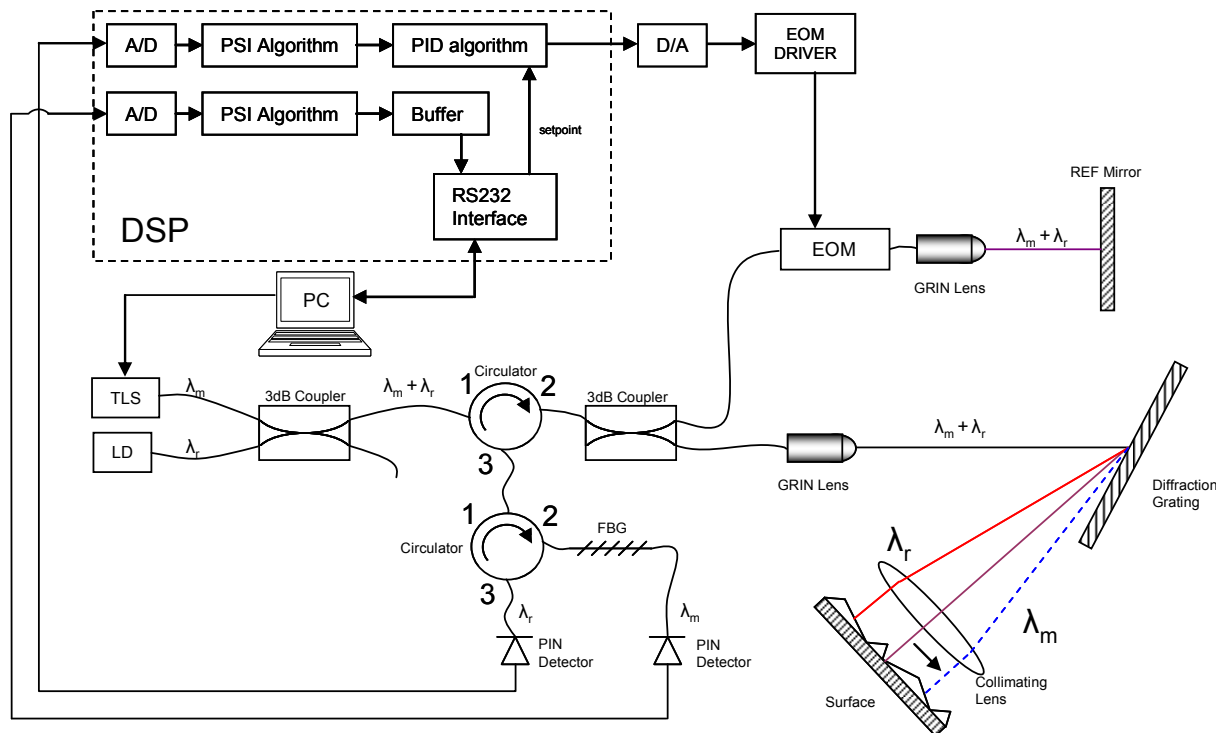 A/D
PSI Algorithm
PID algorithm
D/A
EOM
DRIVER
A/D
PSI Algorithm
Buffer
setpoint
RS232
Interface
DSP
REF Mirror
EOM
λm + λr
GRIN Lens
PC
TLS
λm
3dB Coupler
λm + λr
Circulator
1
2
3
3dB Coupler
LD
λr
λm + λr
GRIN Lens
Diffraction
Grating
1
2
Circulator
3
FBG
λr
λm
PIN
Detector
PIN
Detector
λr
λm
Collimating
Lens
Surface